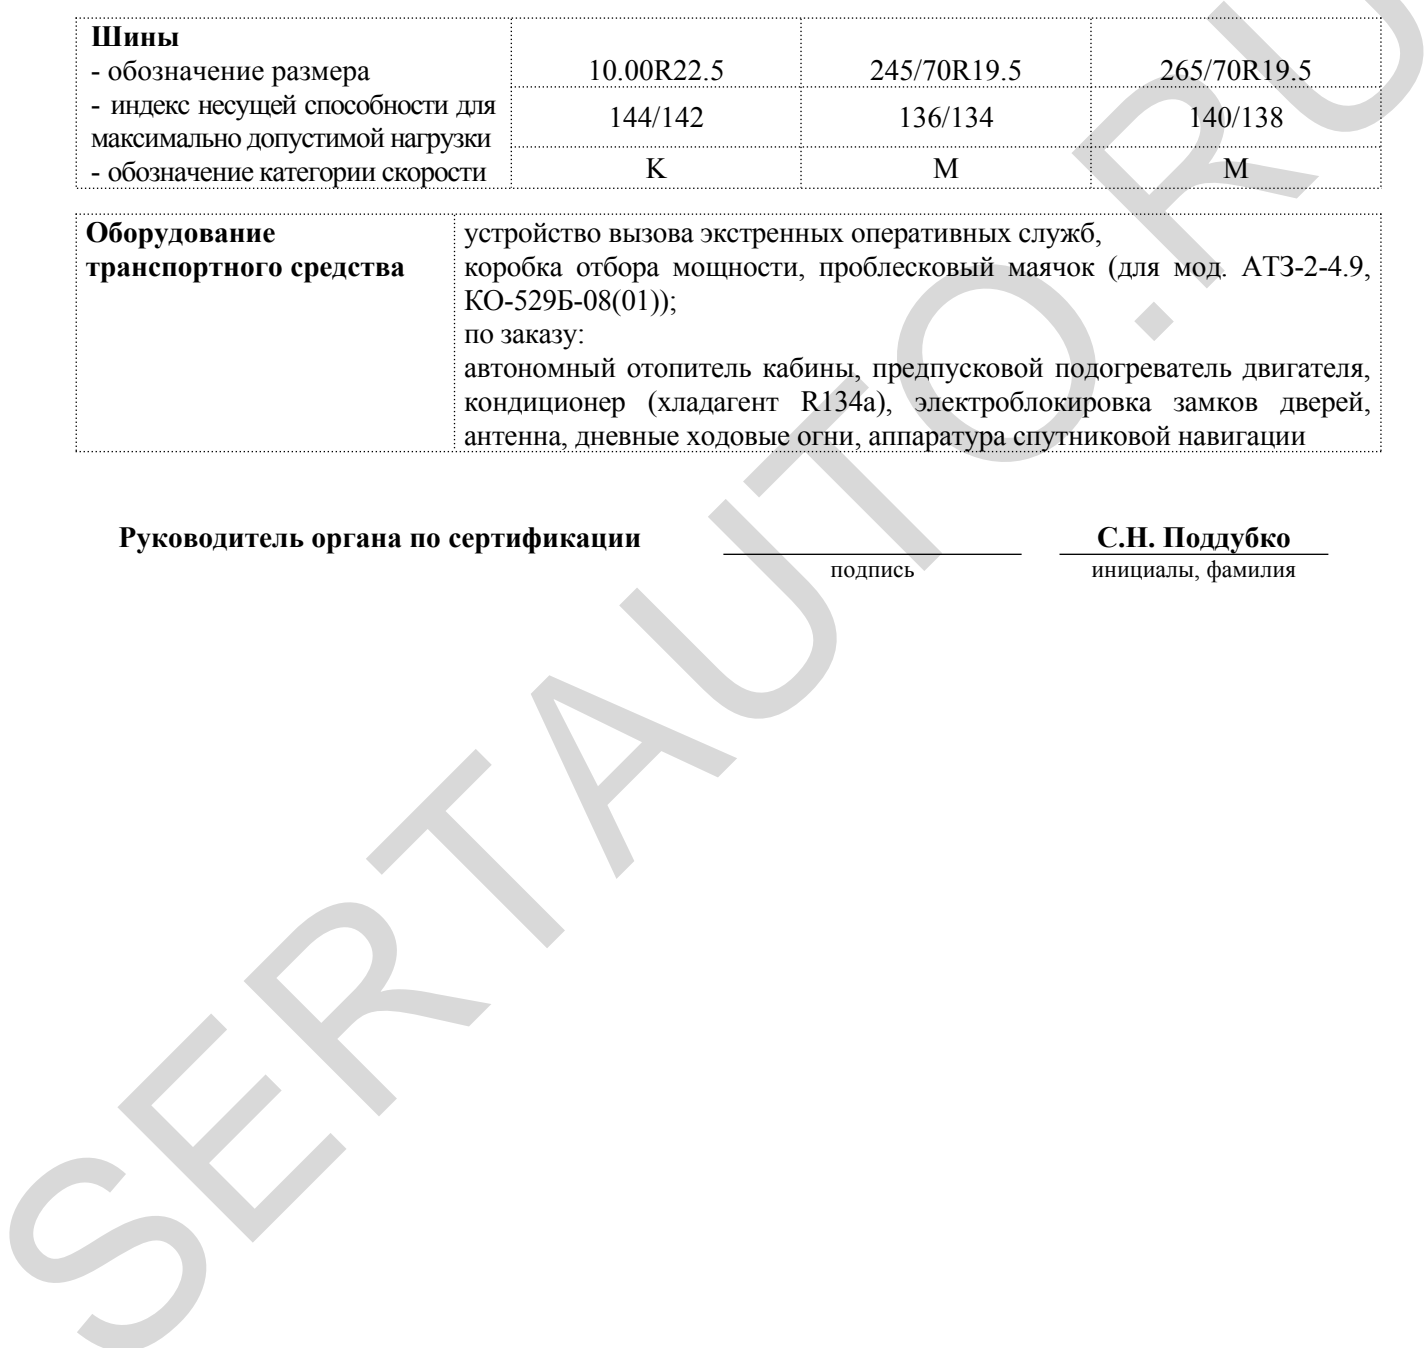 Шины
- обозначение размера 10.00R22.5 245/70R19.5 265/70R19.5
- индекс несущей способности для
максимально допустимой нагрузки 144/142 136/134 140/138
- обозначение категории скорости K M M
Оборудование
транспортного средства
устройство вызова экстренных оперативных служб,
коробка отбора мощности, проблесковый маячок (для мод. АТЗ-2-4.9,
КО-529Б-08(01));
по заказу:
автономный отопитель кабины, предпусковой подогреватель двигателя,
кондиционер (хладагент R134a), электроблокировка замков дверей,
антенна, дневные ходовые огни, аппаратура спутниковой навигации
Руководитель органа по сертификации С.Н. Поддубко
подпись инициалы, фамилия
SERTAUTO.RU